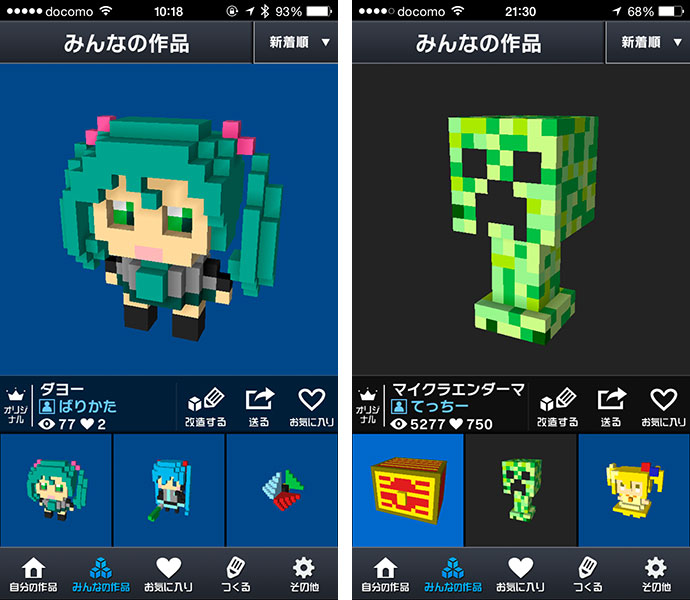 docomo 10:18 93%
みんなの作品 新着順 ▼
オリジ
ナル
ダヨー
ばりかた
77 ♥2
改造する 送る お気に入り
自分の作品 みんなの作品 お気に入り つくる その他
docomo 21:30 68%
みんなの作品 新着順 ▼
オリジ
ナル
マイクラエンダーマ
てっちー
5277 ♥750
改造する 送る お気に入り
自分の作品 みんなの作品 お気に入り つくる その他